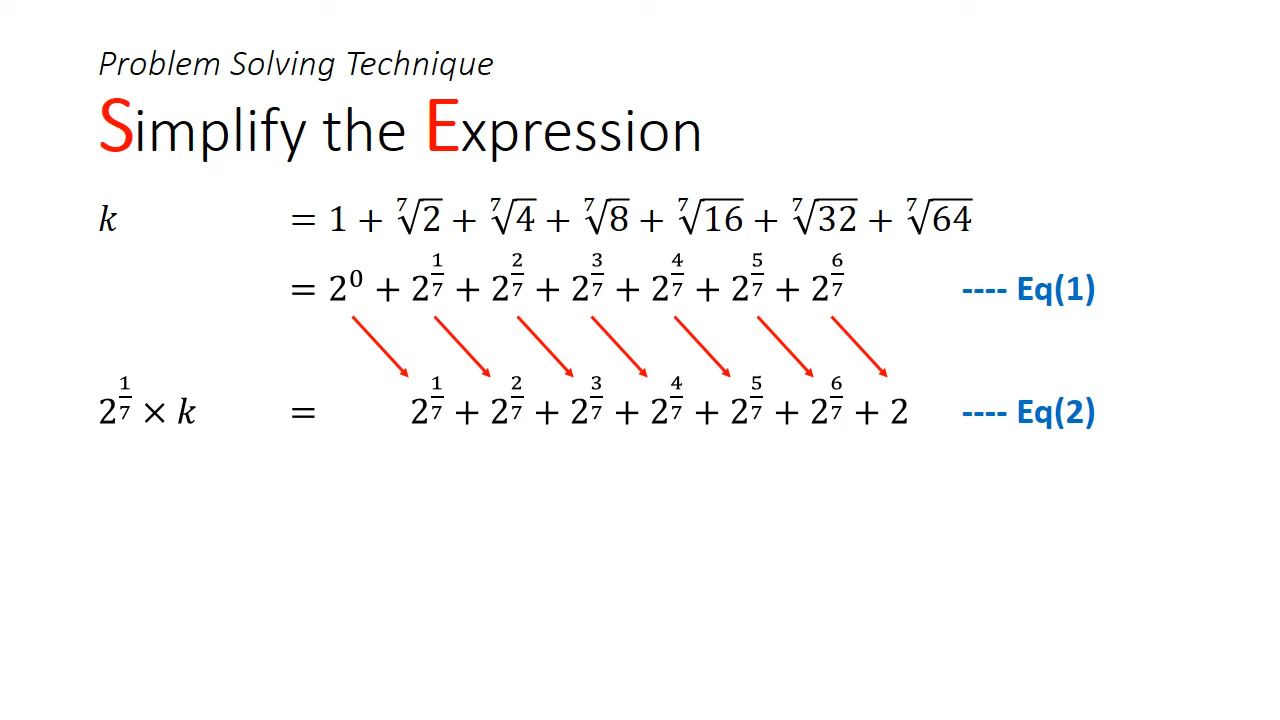 Problem Solving Technique
Simplify the Expression
k = 1 + ⁷√2 + ⁷√4 + ⁷√8 + ⁷√16 + ⁷√32 + ⁷√64
= 2^0 + 2^(1/7) + 2^(2/7) + 2^(3/7) + 2^(4/7) + 2^(5/7) + 2^(6/7) ---- Eq(1)
2^(1/7) × k = 2^(1/7) + 2^(2/7) + 2^(3/7) + 2^(4/7) + 2^(5/7) + 2^(6/7) + 2 ---- Eq(2)